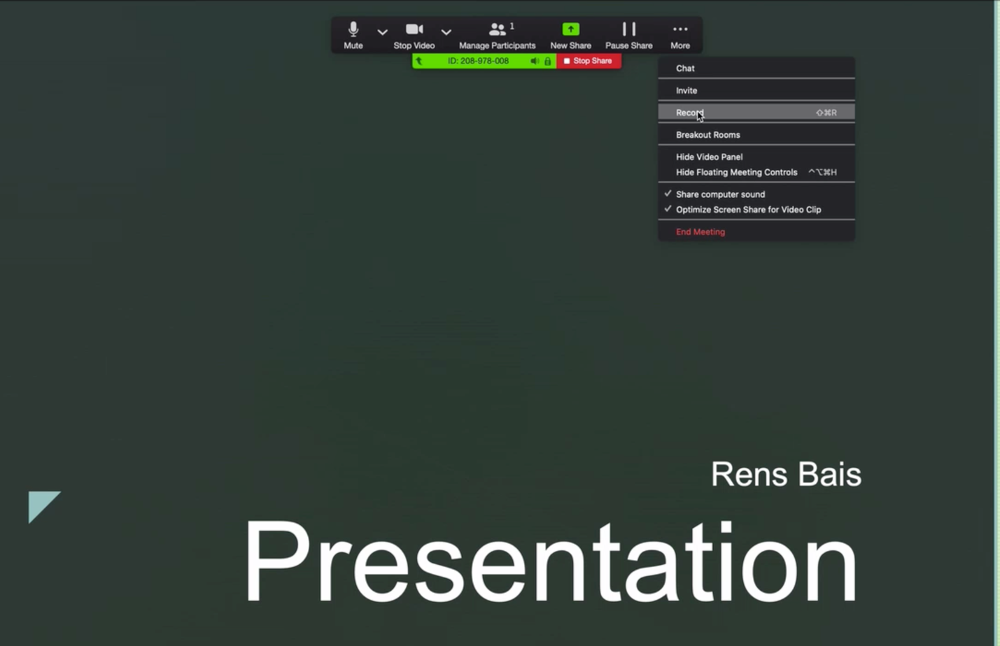 1
Mute Stop Video Manage Participants New Share Pause Share More
ID: 208-978-008 Stop Share
Chat
Invite
Record ⇧⌘R
Breakout Rooms
Hide Video Panel
Hide Floating Meeting Controls ^⌥⌘H
Share computer sound
Optimize Screen Share for Video Clip
End Meeting
Rens Bais
Presentation